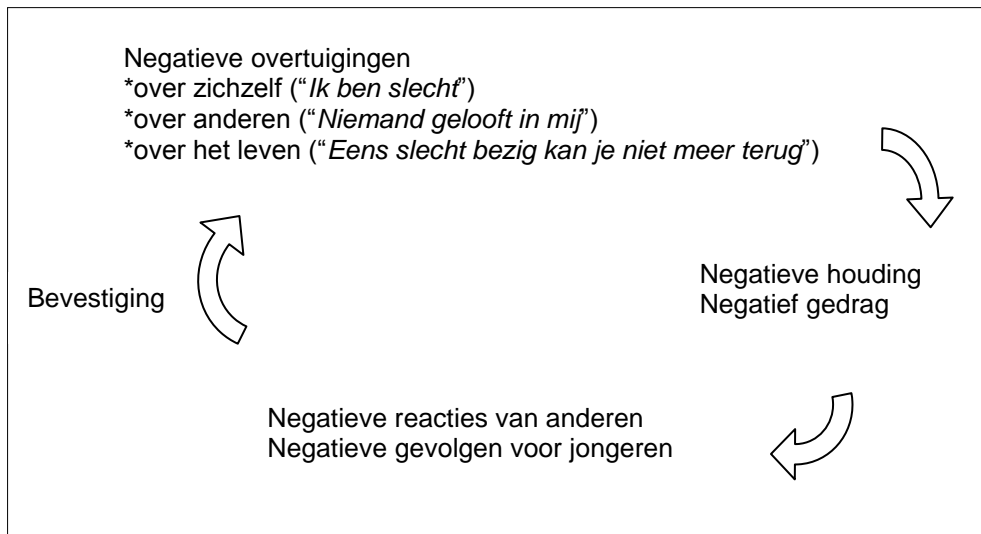 Negatieve overtuigingen
*over zichzelf (“Ik ben slecht”)
*over anderen (“Niemand gelooft in mij”)
*over het leven (“Eens slecht bezig kan je niet meer terug”)
Negatieve houding
Negatief gedrag
Negatieve reacties van anderen
Negatieve gevolgen voor jongeren
Bevestiging